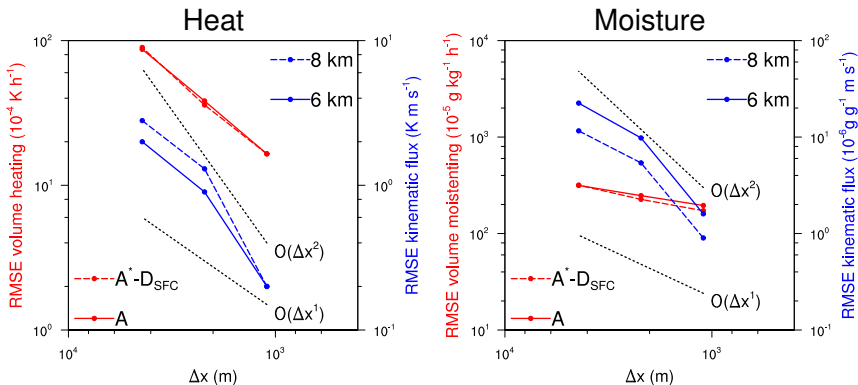 Heat
RMSE volume heating (10⁻⁴ K h⁻¹)
10²
10¹
10⁰
10⁴
10³
Δx (m)
10¹
10⁰
10⁻¹
RMSE kinematic flux (K m s⁻¹)
8 km
6 km
O(Δx²)
O(Δx¹)
A*-D_SFC
A
Moisture
RMSE volume moistenting (10⁻⁵ g kg⁻¹ h⁻¹)
10⁴
10³
10²
10¹
10⁴
10³
Δx (m)
10²
10¹
10⁰
10⁻¹
RMSE kinematic flux (10⁻⁶g g⁻¹ m s⁻¹)
8 km
6 km
O(Δx²)
O(Δx¹)
A*-D_SFC
A